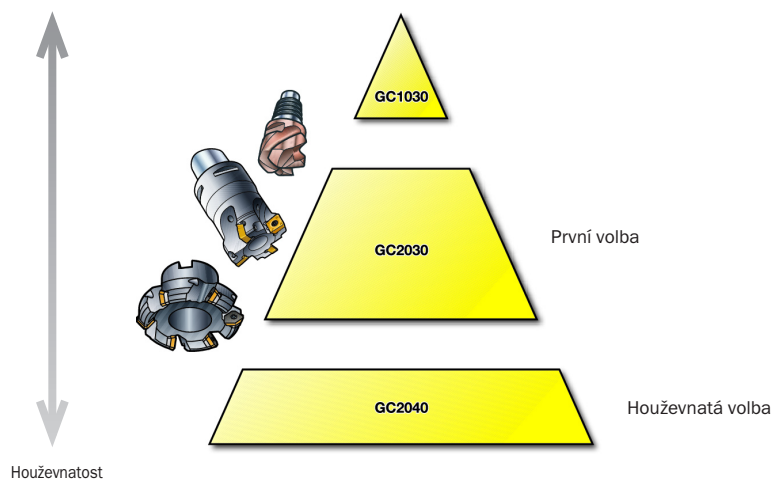 GC1030
GC2030
První volba
GC2040
Houževnatá volba
Houževnatost